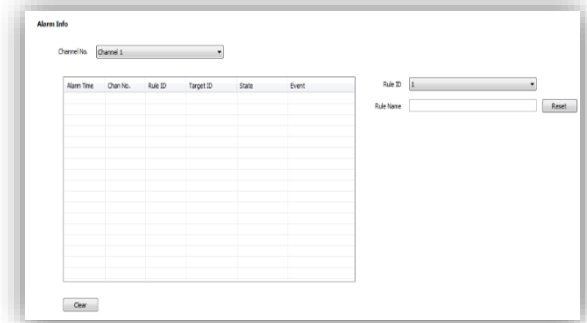 Alarm Info
Channel No. Channel 1
Alarm Time Chan No. Rule ID Target ID State Event
Rule ID 1
Rule Name Reset
Clear